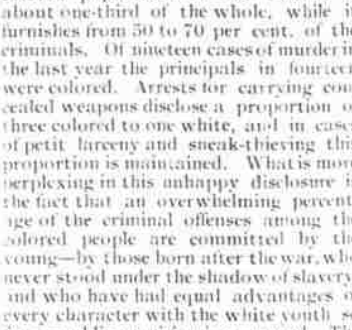 about one-third of the whole, while i
furnishes from 50 to 70 per cent. of the
criminals. Of nineteen cases of murder in
the last year the principals in fourteen
were colored. Arrests for carrying con
cealed weapons disclose a proportion o
three colored to one white, and in case
of petit larceny and sneak-thieving this
proportion is maintained. What is more
perplexing in this unhappy disclosure i
the fact that an overwhelming percent
age of the criminal offenses among the
colored people are committed by the
young—by those born after the war, who
never stood under the shadow of slavery
and who have had equal advantages o
every character with the white youth s